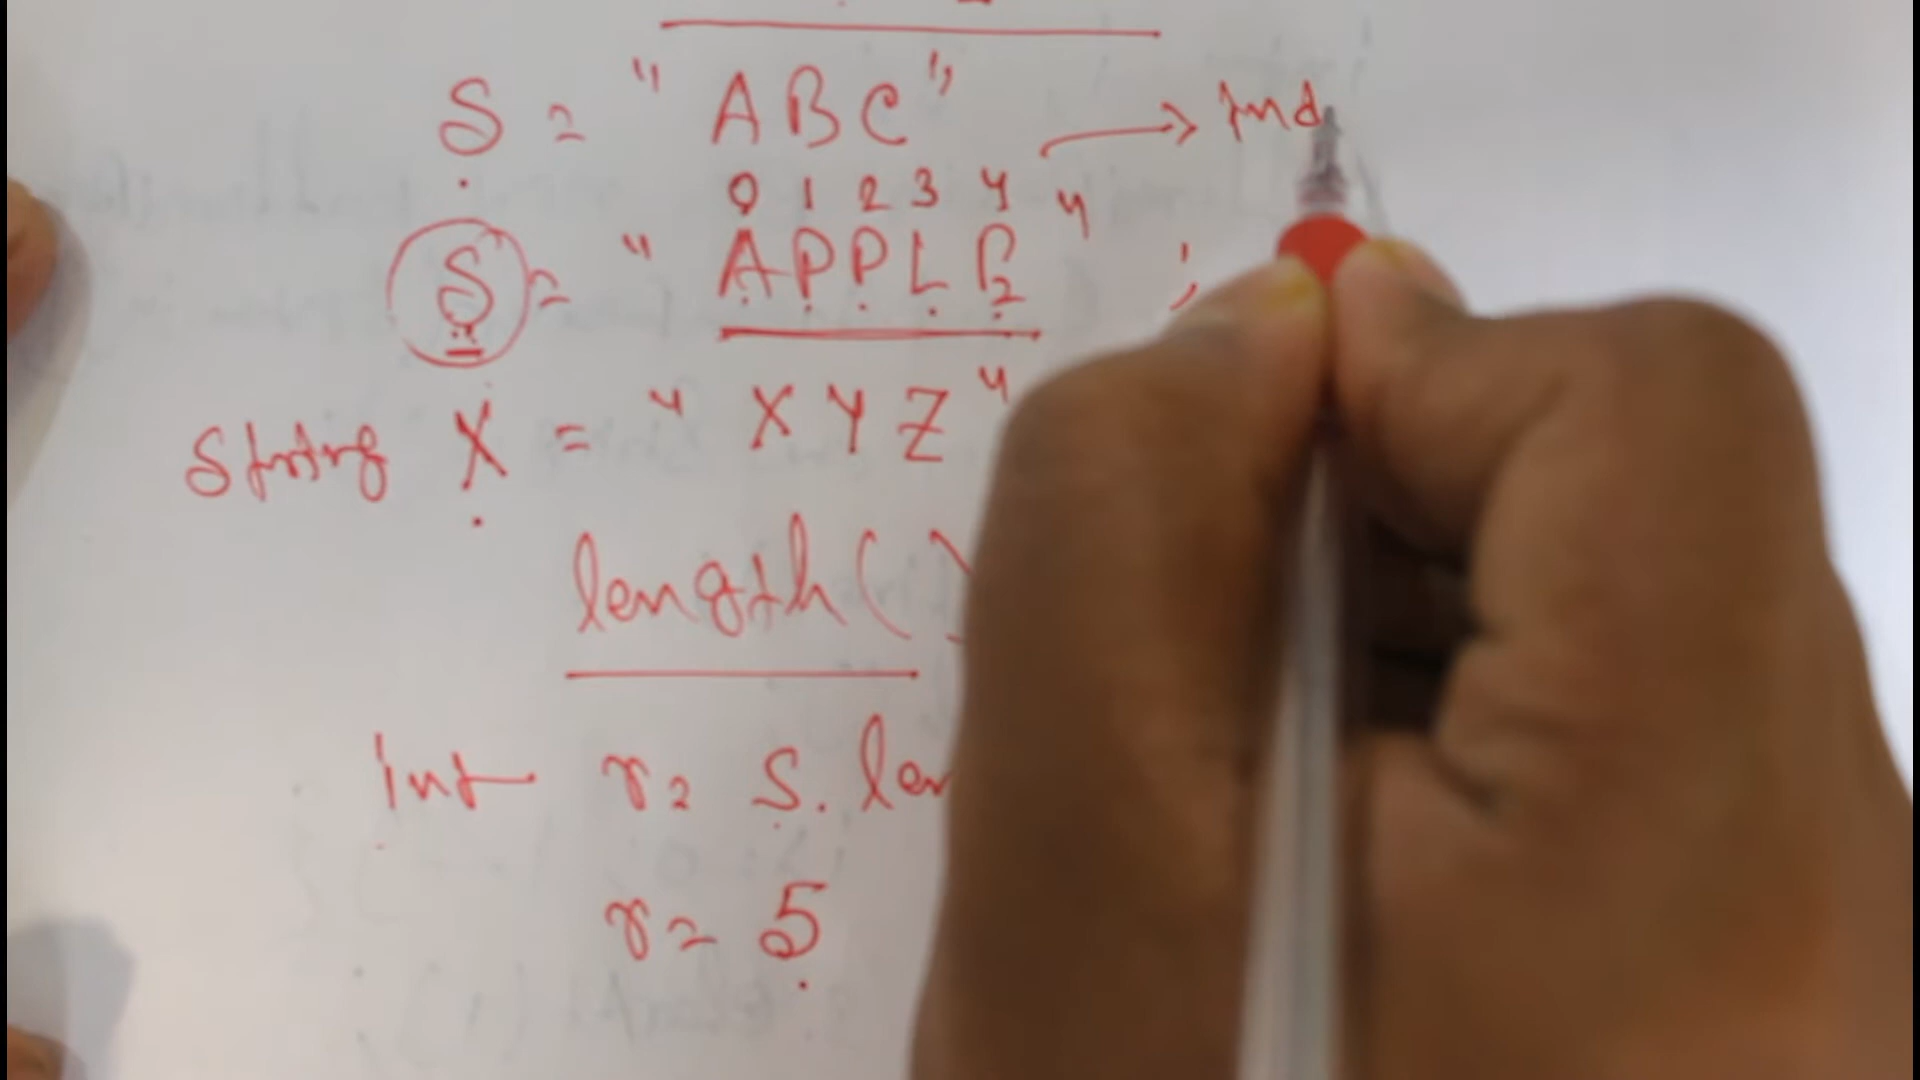 S = "ABC"
→ Ind
0 1 2 3 4
S = "APPLE" ;
String X = "XYZ"
length( )
int r = S. len
r = 5